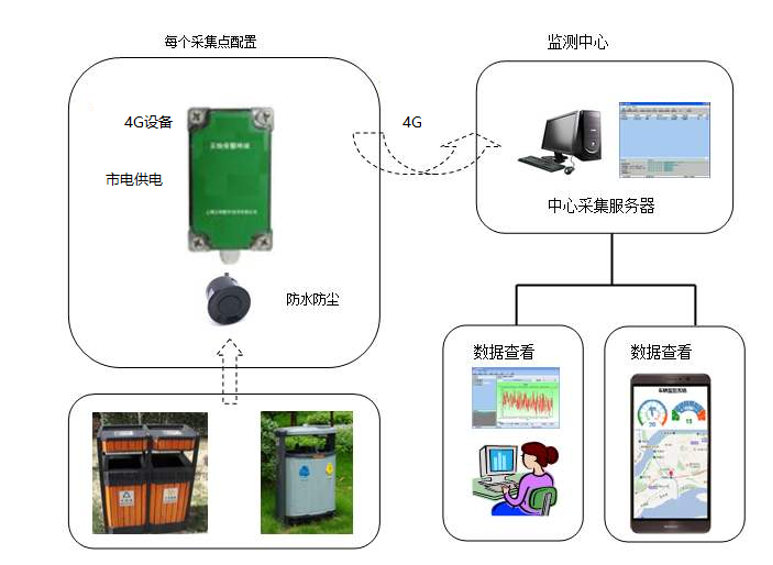 每个采集点配置
监测中心
4G设备
4G
市电供电
中心采集服务器
防水防尘
数据查看
数据查看